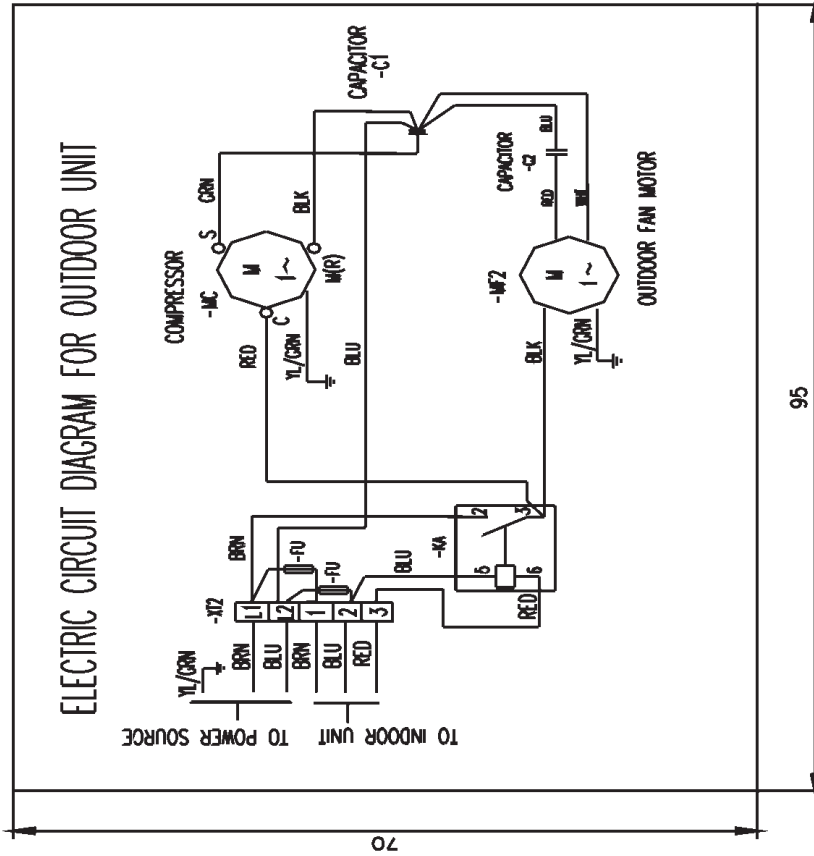 ELECTRIC CIRCUIT DIAGRAM FOR OUTDOOR UNIT
TO POWER SOURCE
TO INDOOR UNIT
YL/GRN
BRN
BLU
BRN
BLU
RED
-XT2
L1
L2
1
2
3
BRN
-FU
-FU
BLU
RED
-KA
2
3
5
6
COMPRESSOR
-MC
RED
C
S
M
1~
M(R)
YL/GRN
BLU
GRN
BLK
CAPACITOR
-C1
CAPACITOR
-C2
RED
BLU
WHT
-MF2
M
1~
BLK
YL/GRN
OUTDOOR FAN MOTOR
70
95